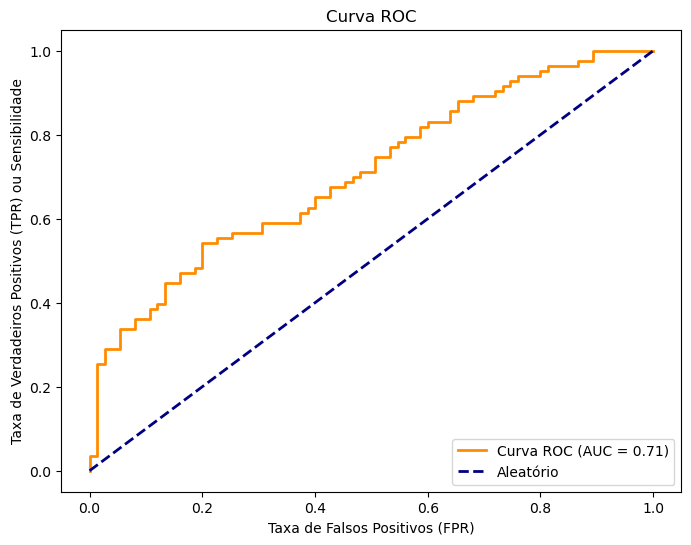 Curva ROC
Taxa de Verdadeiros Positivos (TPR) ou Sensibilidade
1.0
0.8
0.6
0.4
0.2
0.0
Curva ROC (AUC = 0.71)
Aleatório
0.0 0.2 0.4 0.6 0.8 1.0
Taxa de Falsos Positivos (FPR)